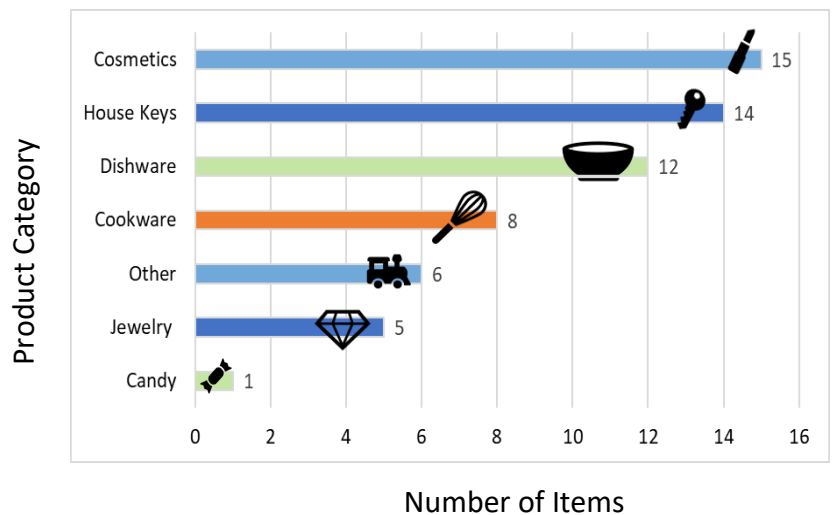 Product Category
Cosmetics 15
House Keys 14
Dishware 12
Cookware 8
Other 6
Jewelry 5
Candy 1
0 2 4 6 8 10 12 14 16
Number of Items